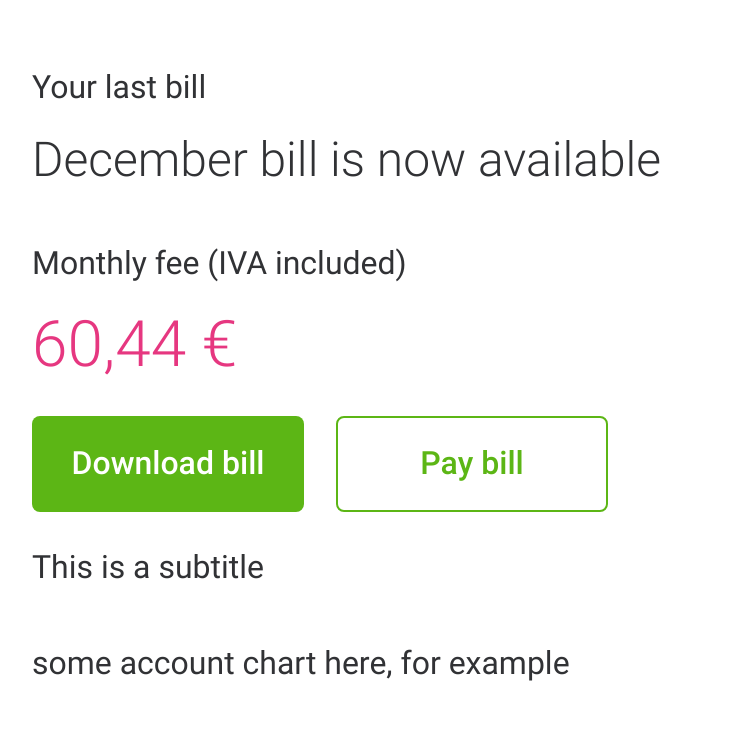 Your last bill
December bill is now available
Monthly fee (IVA included)
60,44 €
Download bill
Pay bill
This is a subtitle
some account chart here, for example